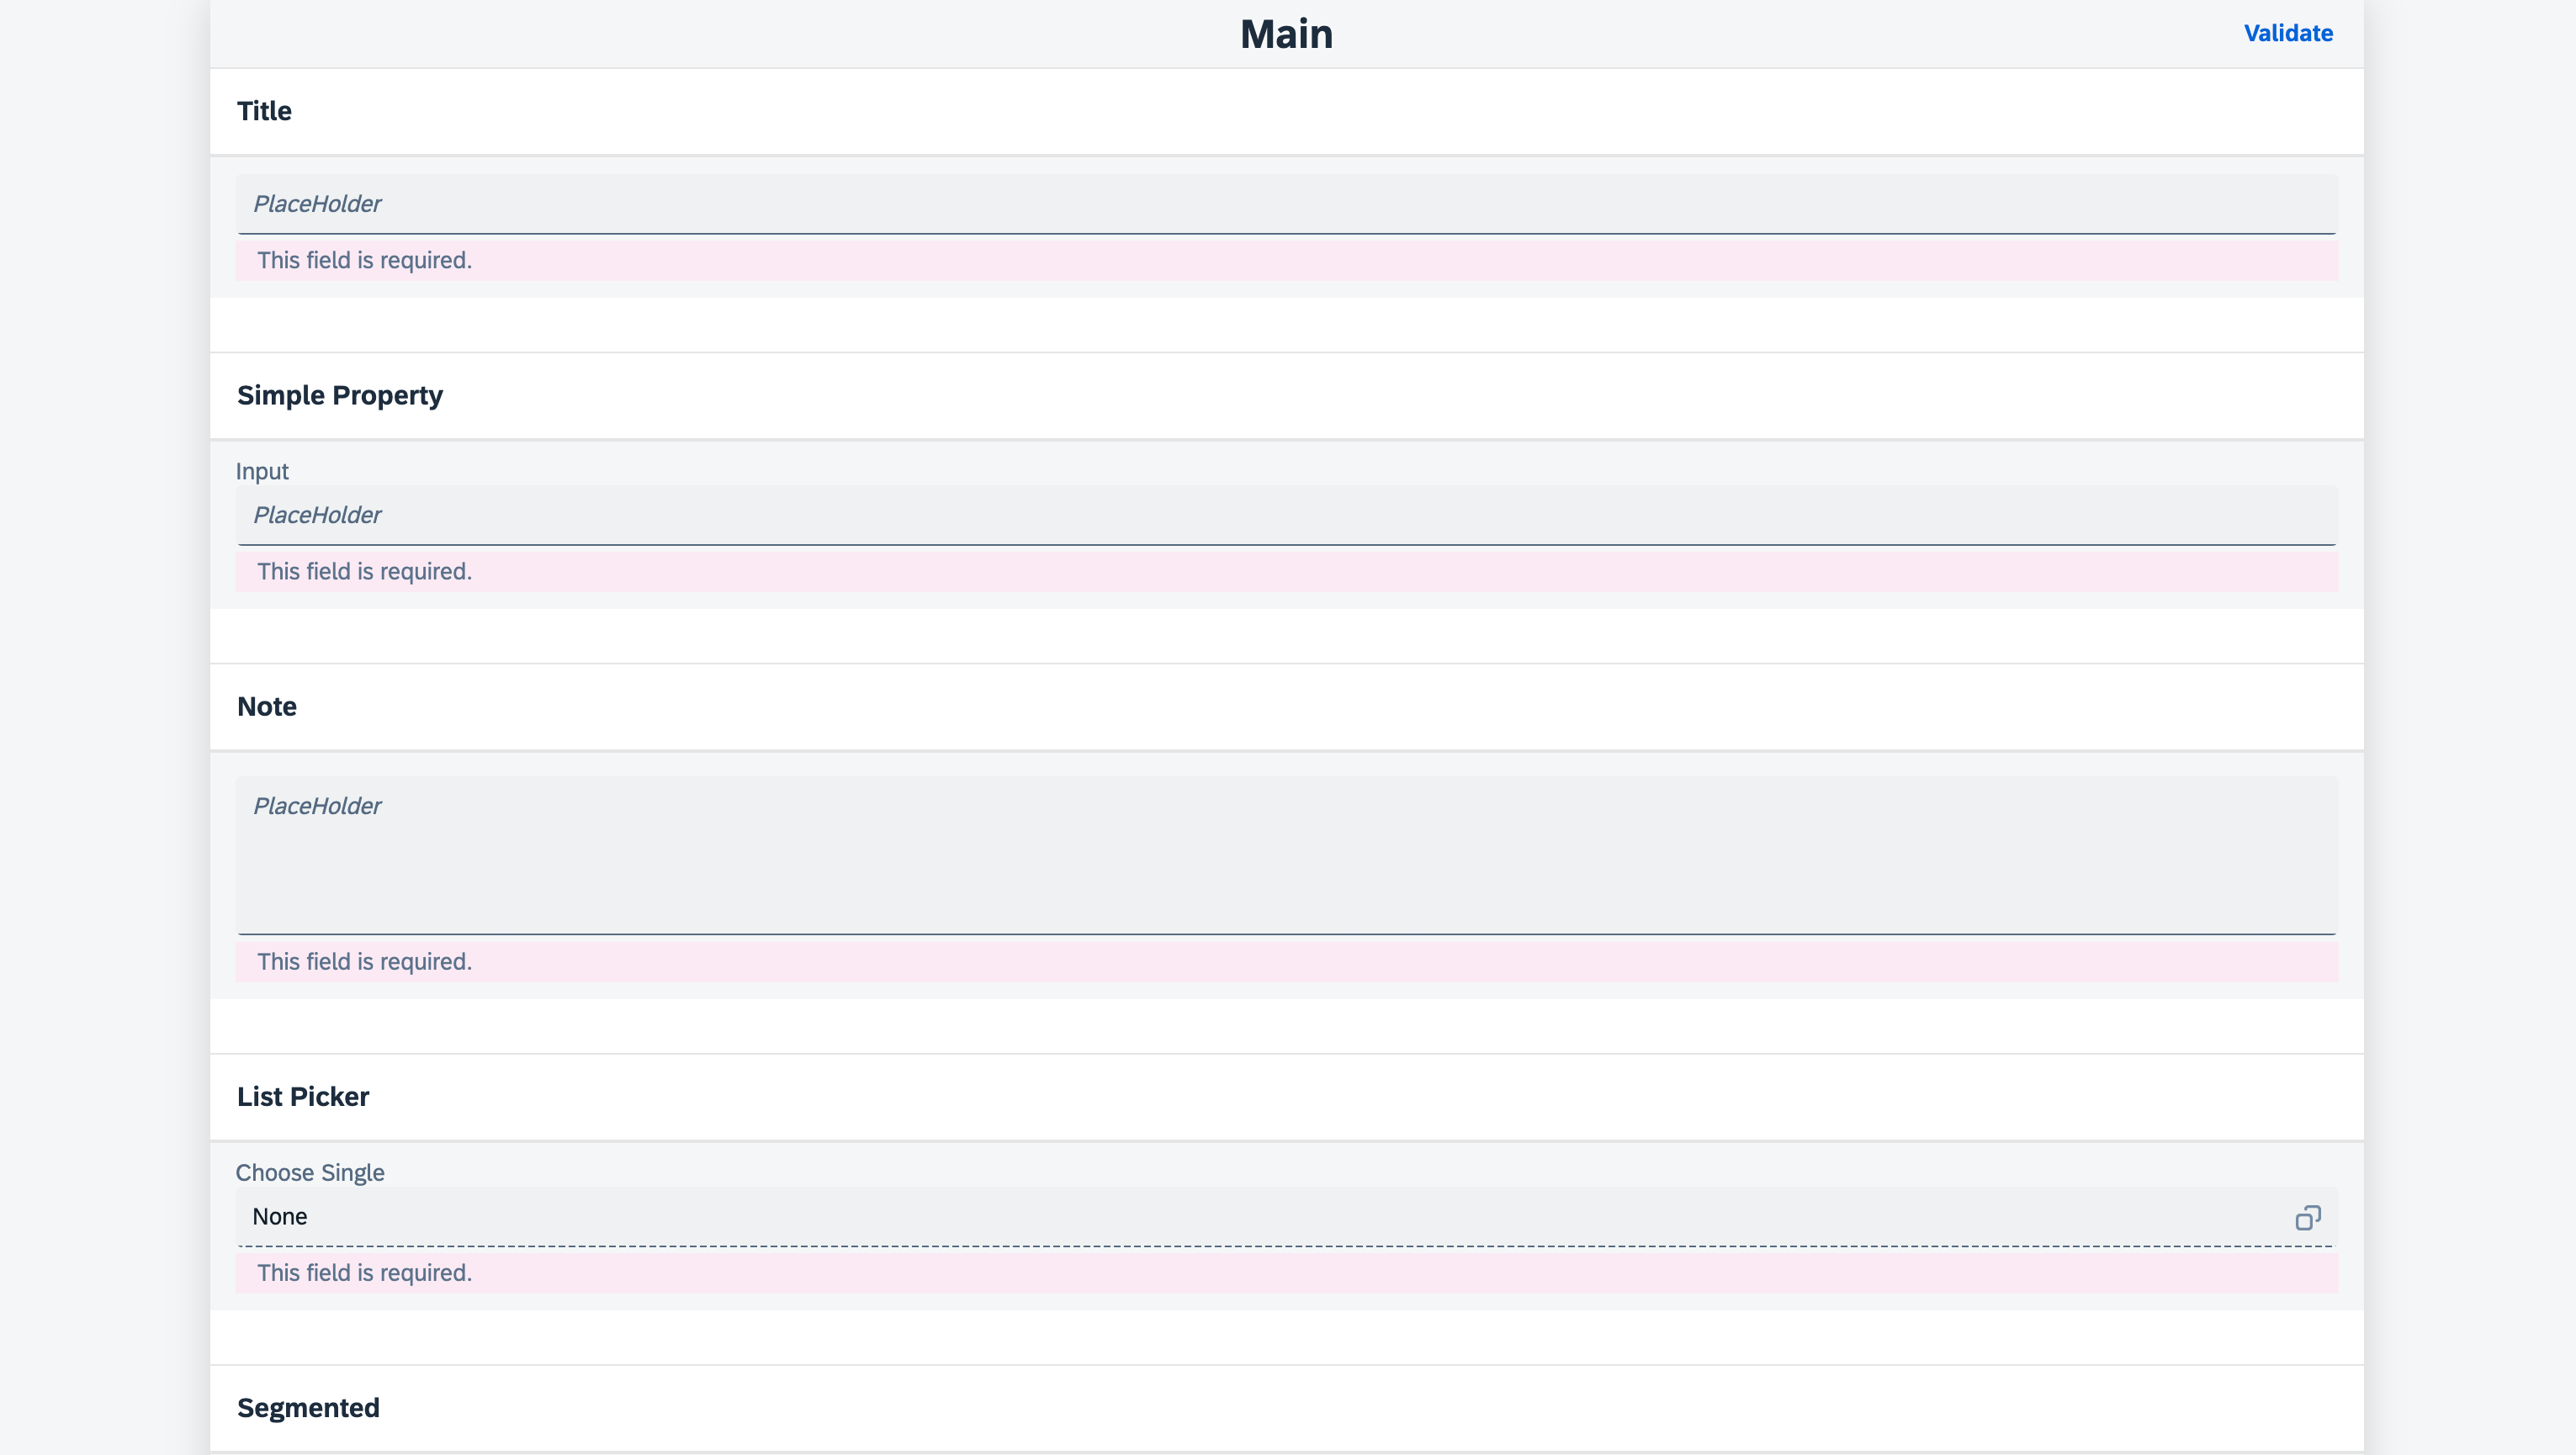 Main
Validate
Title
PlaceHolder
This field is required.
Simple Property
Input
PlaceHolder
This field is required.
Note
PlaceHolder
This field is required.
List Picker
Choose Single
None
This field is required.
Segmented